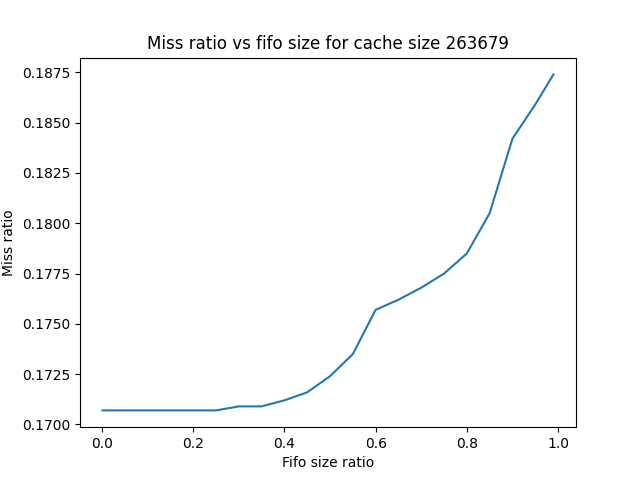 Miss ratio vs fifo size for cache size 263679
0.1875
0.1850
0.1825
0.1800
0.1775
0.1750
0.1725
0.1700
Miss ratio
0.0 0.2 0.4 0.6 0.8 1.0
Fifo size ratio